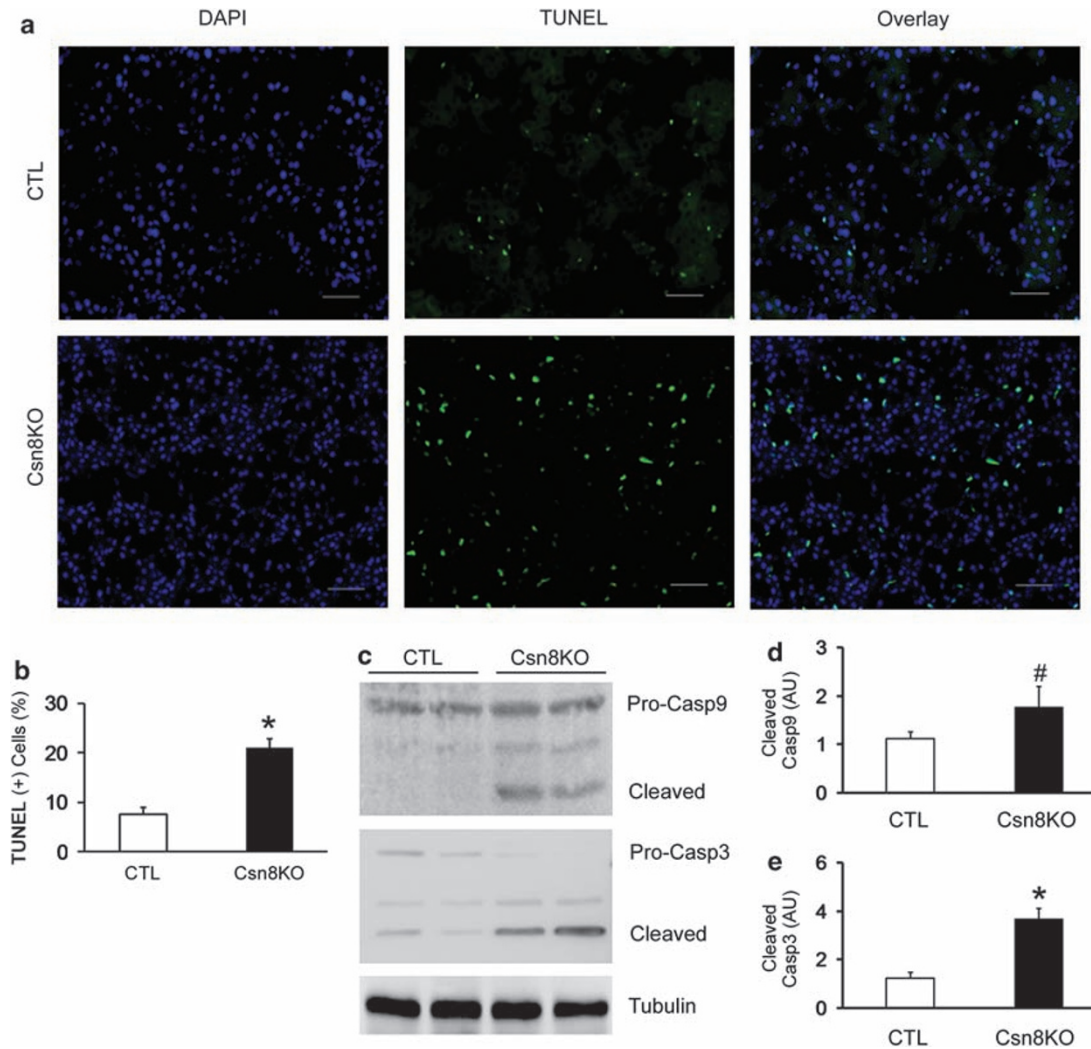 a
DAPI TUNEL Overlay
CTL
Csn8KO
b
TUNEL (+) Cells (%)
30
20
10
0
*
CTL Csn8KO
c
CTL Csn8KO
Pro-Casp9
Cleaved
Pro-Casp3
Cleaved
Tubulin
d
Cleaved
Casp9 (AU)
3
2
1
0
#
CTL Csn8KO
e
Cleaved
Casp3 (AU)
6
4
2
0
*
CTL Csn8KO